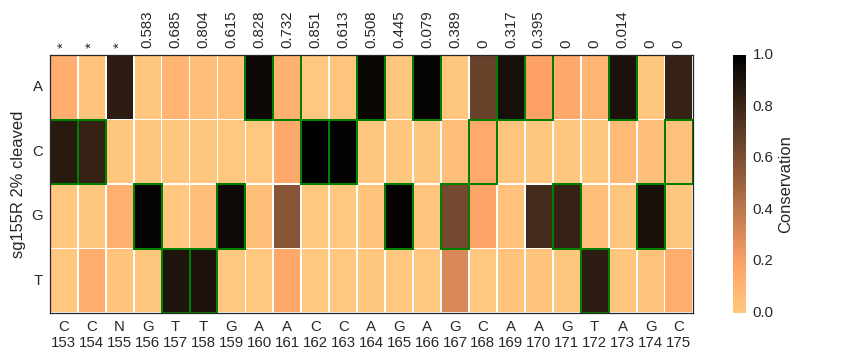 * * * 0.583 0.685 0.804 0.615 0.828 0.732 0.851 0.613 0.508 0.445 0.079 0.389 0 0.317 0.395 0 0 0.014 0 0
sg155R 2% cleaved
A
C
G
T
C C N G T T G A A C C A G A G C A A G T A G C
153 154 155 156 157 158 159 160 161 162 163 164 165 166 167 168 169 170 171 172 173 174 175
1.0
0.8
0.6
0.4
0.2
0.0
Conservation